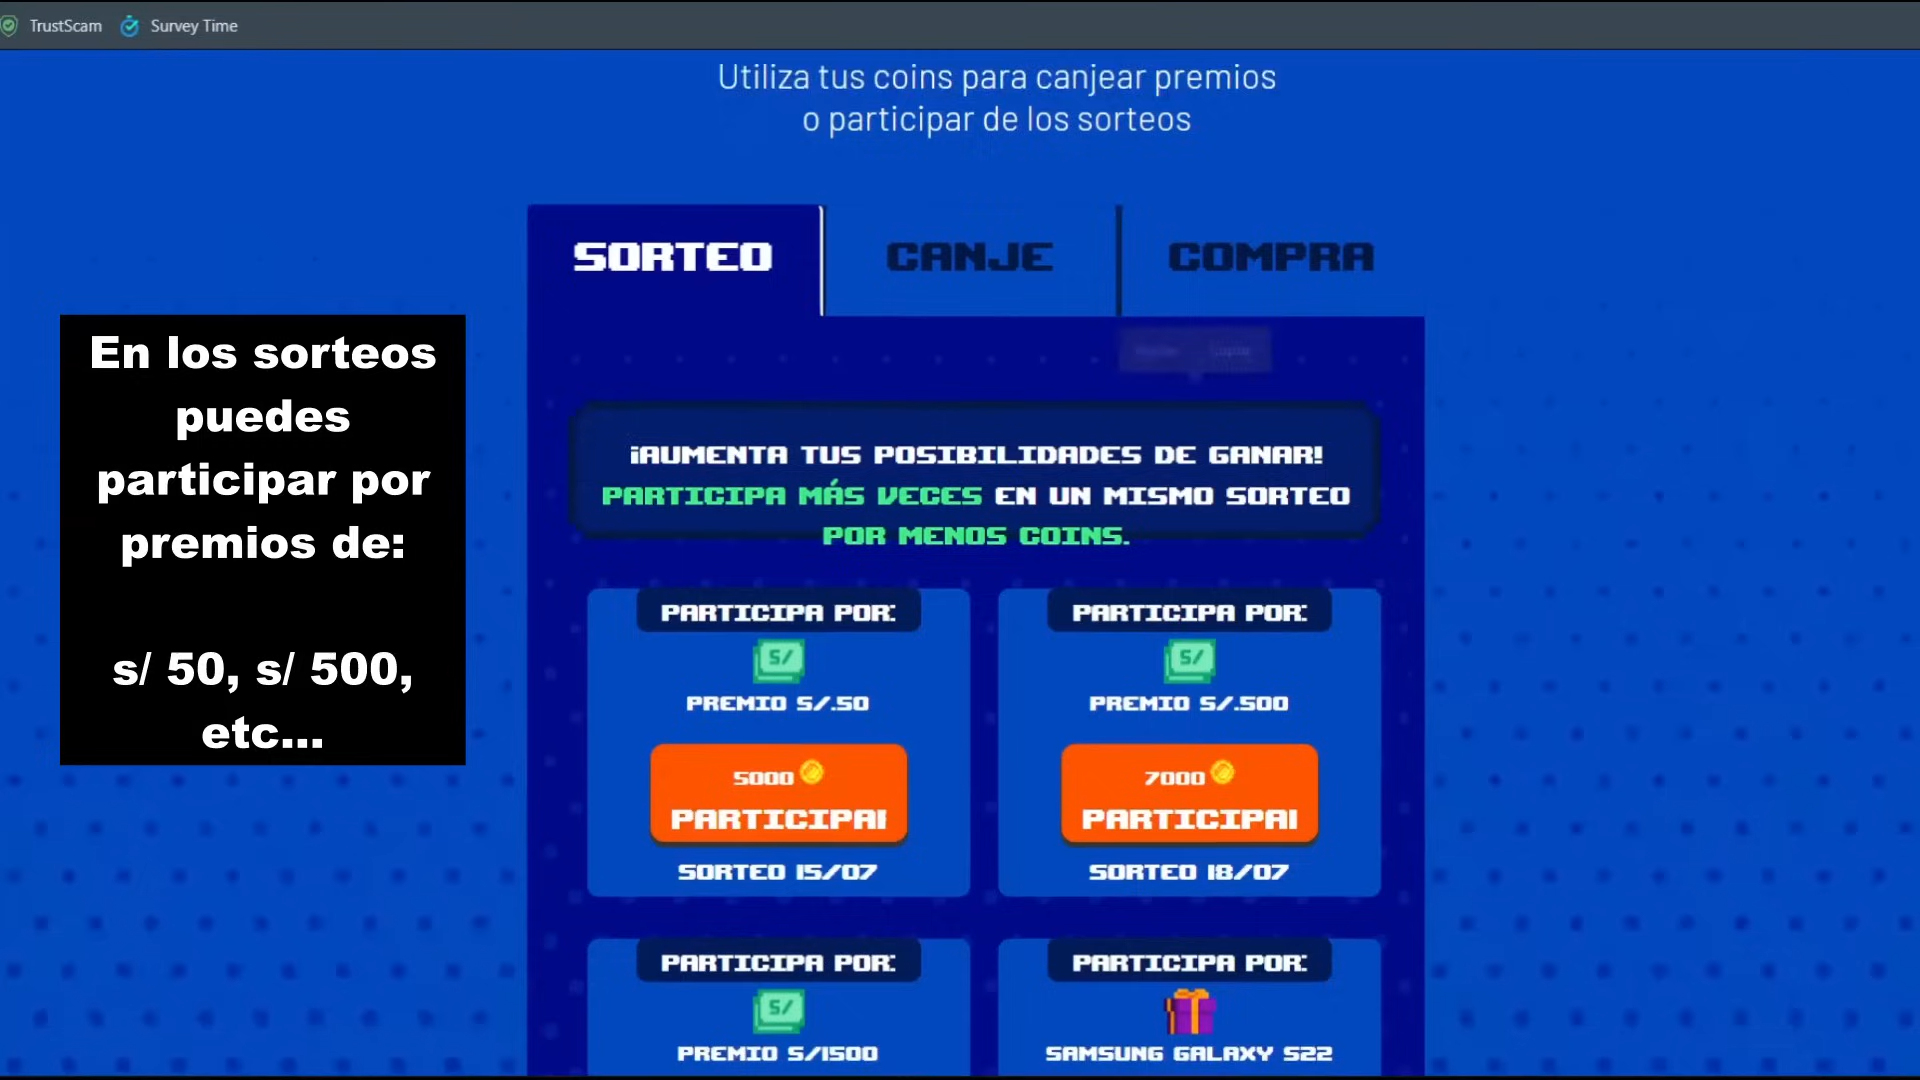 TrustScam
Survey Time
Utiliza tus coins para canjear premios
o participar de los sorteos
SORTEO
CANJE
COMPRA
En los sorteos
puedes
participar por
premios de:
s/ 50, s/ 500,
etc...
¡AUMENTA TUS POSIBILIDADES DE GANAR!
PARTICIPA MÁS VECES EN UN MISMO SORTEO
POR MENOS COINS.
PARTICIPA POR:
S/
PREMIO S/.50
5000
PARTICIPA!
SORTEO 15/07
PARTICIPA POR:
S/
PREMIO S/.500
7000
PARTICIPA!
SORTEO 18/07
PARTICIPA POR:
S/
PREMIO S/1500
PARTICIPA POR:
SAMSUNG GALAXY S22